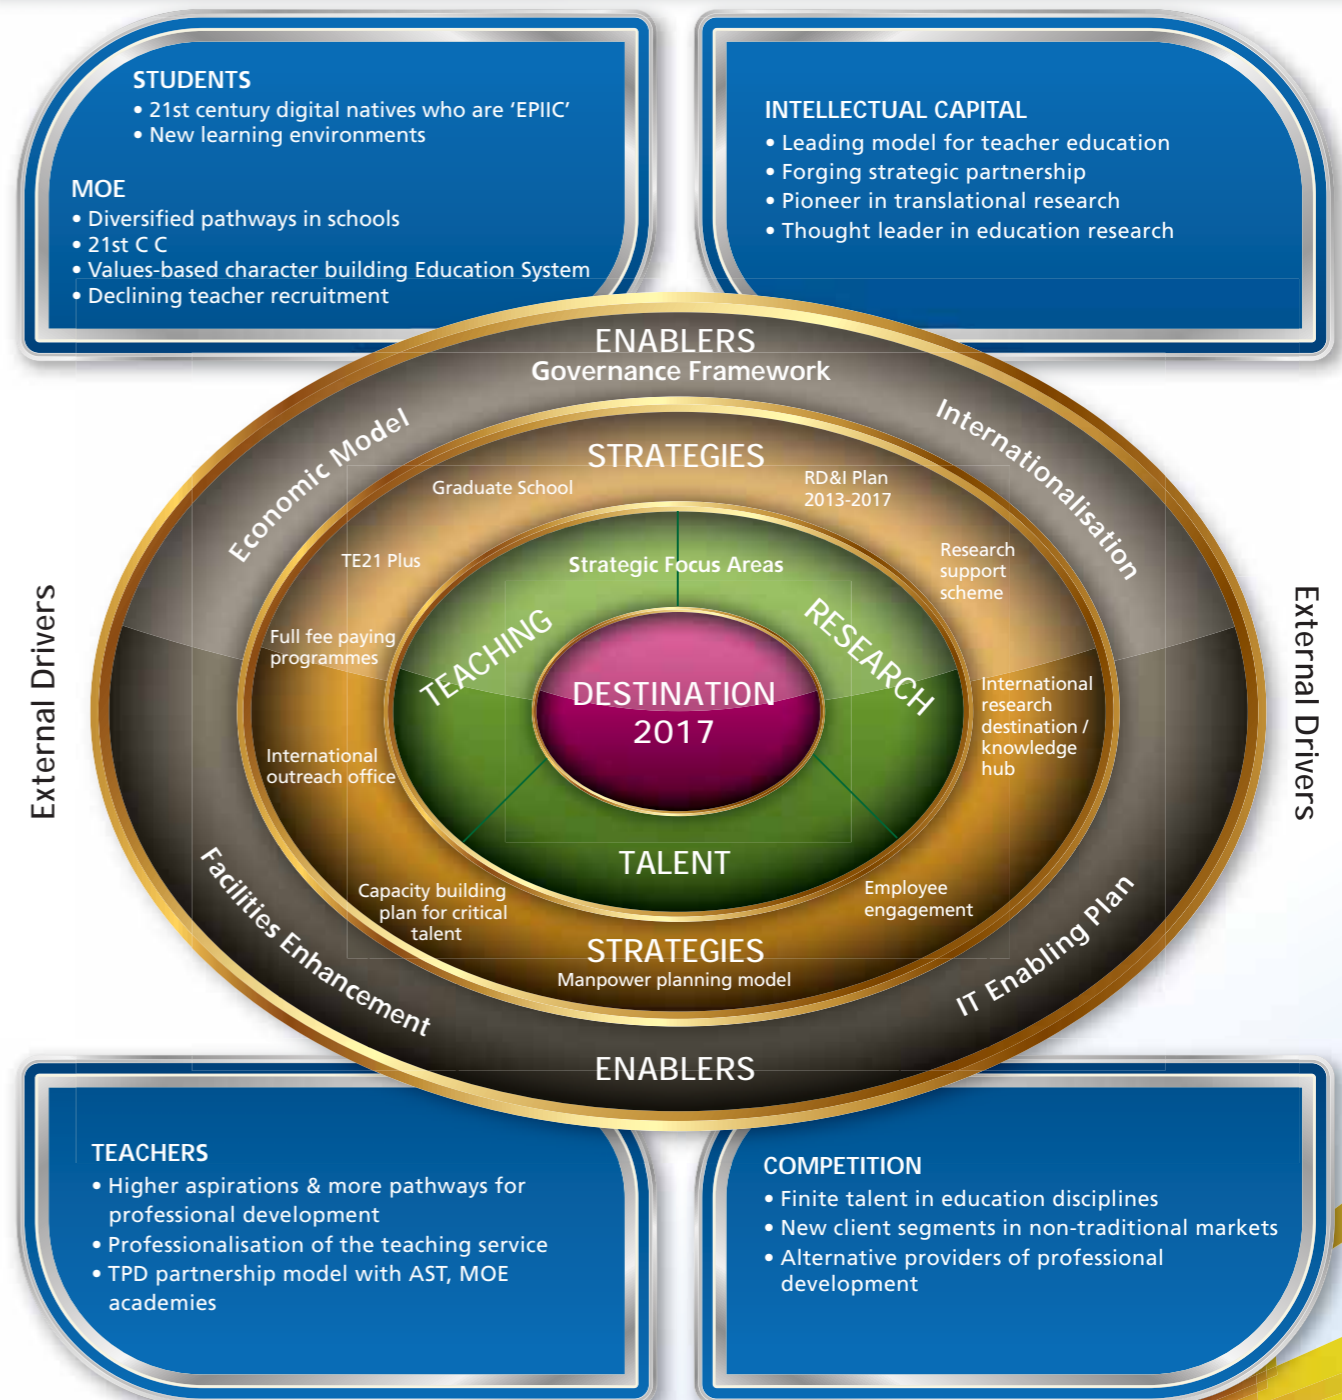 STUDENTS
• 21st century digital natives who are ‘EPIIC’
• New learning environments
MOE
• Diversified pathways in schools
• 21st C C
• Values-based character building Education System
• Declining teacher recruitment
INTELLECTUAL CAPITAL
• Leading model for teacher education
• Forging strategic partnership
• Pioneer in translational research
• Thought leader in education research
ENABLERS
Governance Framework
Economic Model
Internationalisation
STRATEGIES
Graduate School
RD&I Plan
2013-2017
TE21 Plus
Research
support
scheme
Full fee paying
programmes
International
research
destination /
knowledge
hub
International
outreach office
Strategic Focus Areas
TEACHING
RESEARCH
DESTINATION
2017
TALENT
Capacity building
plan for critical
talent
Employee
engagement
STRATEGIES
Manpower planning model
Facilities Enhancement
IT Enabling Plan
ENABLERS
External Drivers
External Drivers
TEACHERS
• Higher aspirations & more pathways for
professional development
• Professionalisation of the teaching service
• TPD partnership model with AST, MOE
academies
COMPETITION
• Finite talent in education disciplines
• New client segments in non-traditional markets
• Alternative providers of professional
development